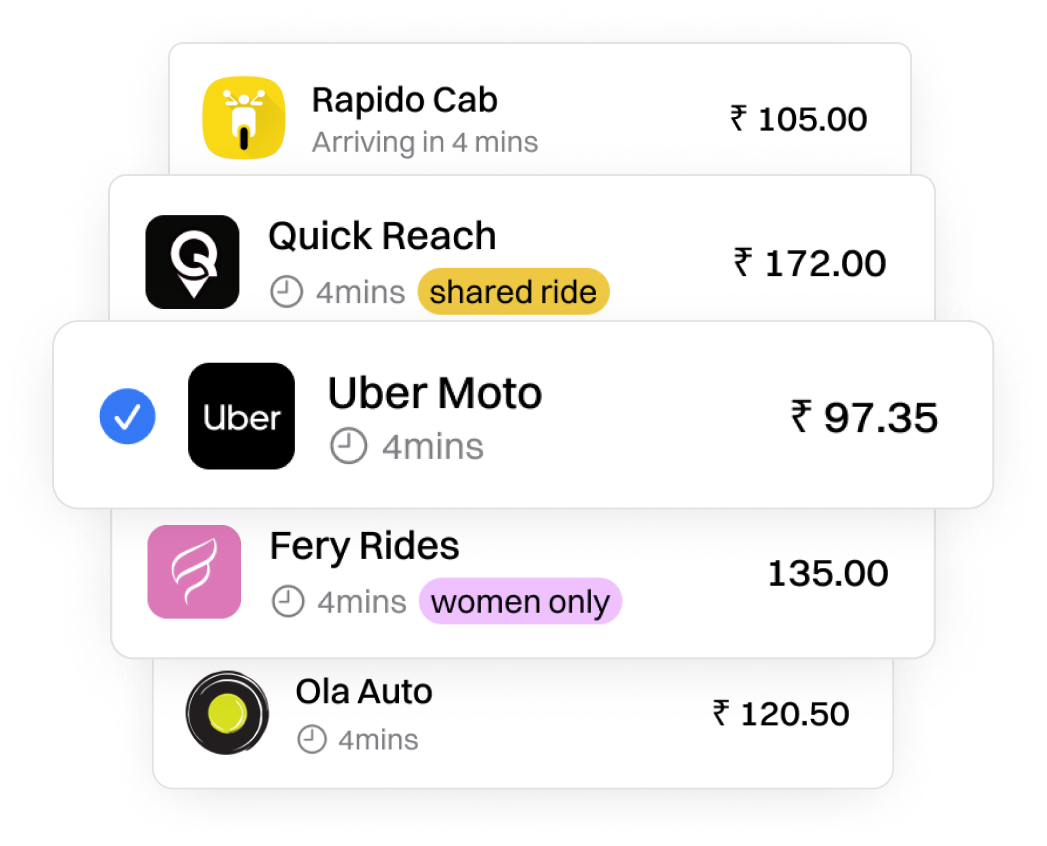 Rapido Cab
Arriving in 4 mins
₹ 105.00
Quick Reach
4mins shared ride
₹ 172.00
Uber
Uber Moto
4mins
₹ 97.35
Fery Rides
4mins women only
135.00
Ola Auto
4mins
₹ 120.50